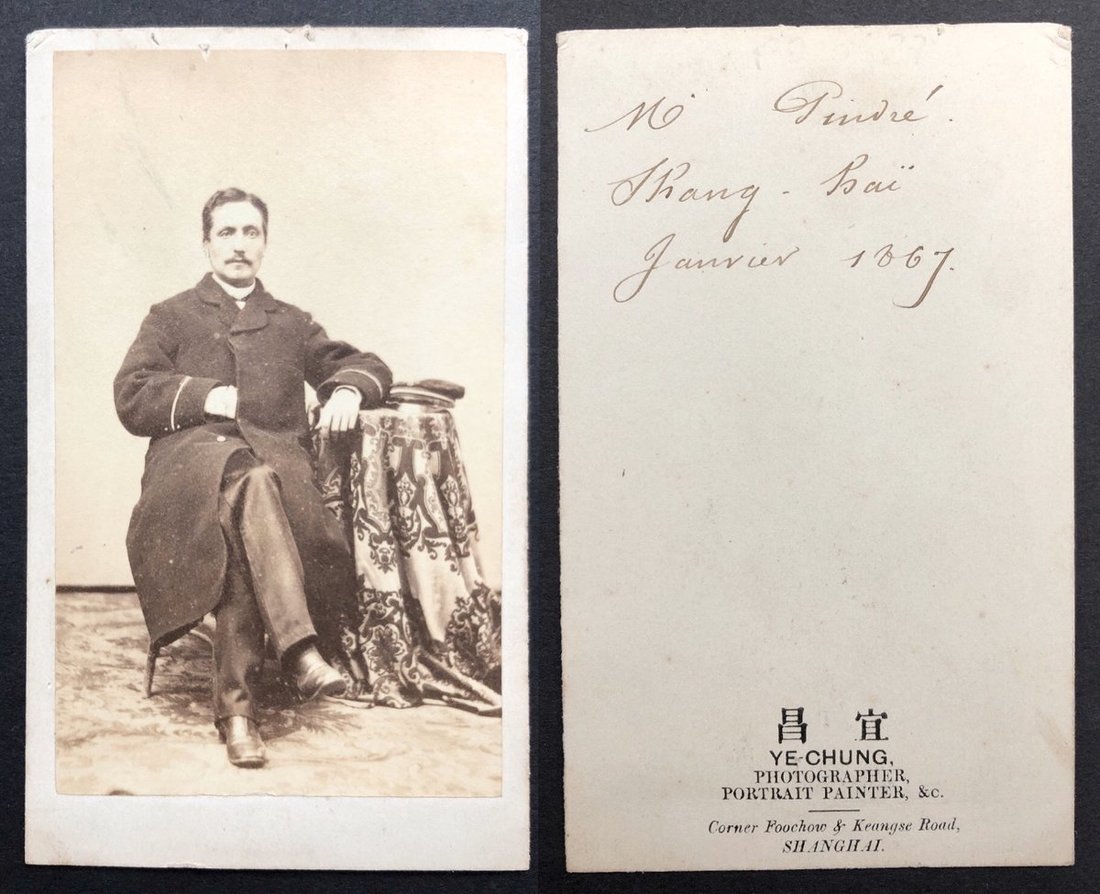 Mr Pindré.
Shang-haï
Janvier 1867.
昌 宜
YE-CHUNG,
PHOTOGRAPHER,
PORTRAIT PAINTER, &c.
Corner Foochow & Keangse Road,
SHANGHAI.